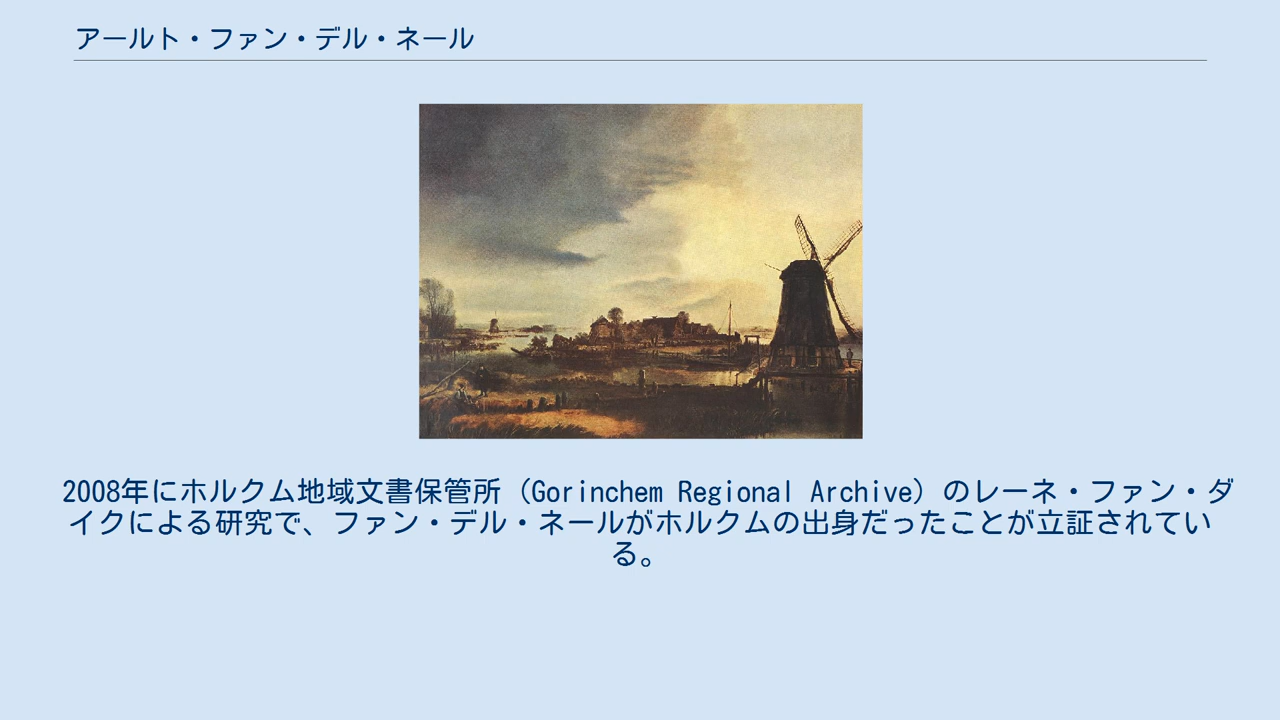 アールト・ファン・デル・ネール
2008年にホルクム地域文書保管所（Gorinchem Regional Archive）のレーネ・ファン・ダ
イクによる研究で、ファン・デル・ネールがホルクムの出身だったことが立証されてい
る。